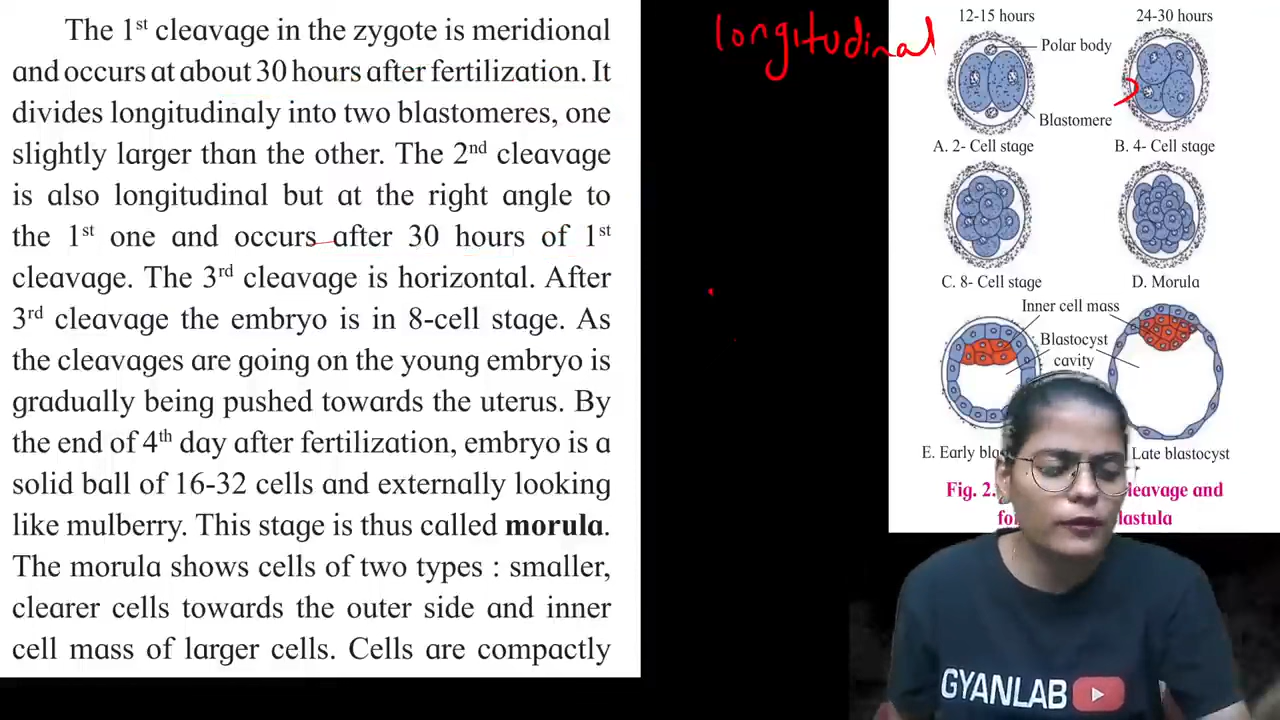 The 1st cleavage in the zygote is meridional
and occurs at about 30 hours after fertilization. It
divides longitudinaly into two blastomeres, one
slightly larger than the other. The 2nd cleavage
is also longitudinal but at the right angle to
the 1st one and occurs after 30 hours of 1st
cleavage. The 3rd cleavage is horizontal. After
3rd cleavage the embryo is in 8-cell stage. As
the cleavages are going on the young embryo is
gradually being pushed towards the uterus. By
the end of 4th day after fertilization, embryo is a
solid ball of 16-32 cells and externally looking
like mulberry. This stage is thus called morula.
The morula shows cells of two types : smaller,
clearer cells towards the outer side and inner
cell mass of larger cells. Cells are compactly
longitudinal
12-15 hours
24-30 hours
Polar body
Blastomere
A. 2- Cell stage
B. 4- Cell stage
C. 8- Cell stage
D. Morula
Inner cell mass
Blastocyst
cavity
E. Early
Late blastocyst
Fig. 2.
and
GYANLAB